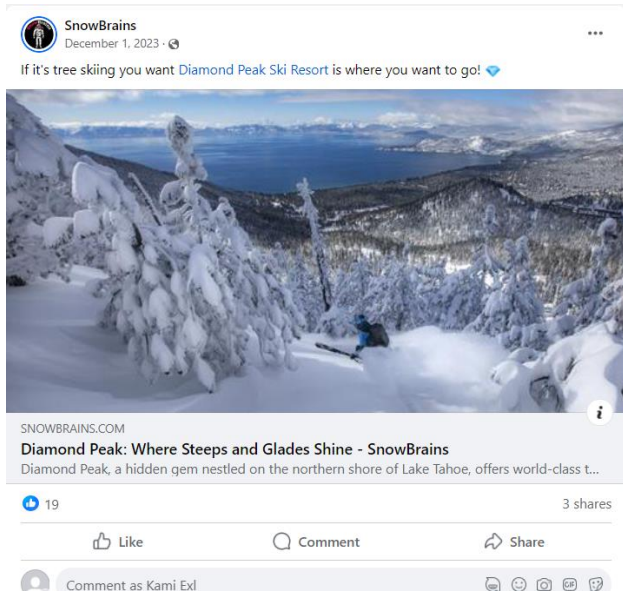 SnowBrains
December 1, 2023 ·
If it's tree skiing you want Diamond Peak Ski Resort is where you want to go! 💎
i
SNOWBRAINS.COM
Diamond Peak: Where Steeps and Glades Shine - SnowBrains
Diamond Peak, a hidden gem nestled on the northern shore of Lake Tahoe, offers world-class t...
19 3 shares
Like Comment Share
Comment as Kami Exl
GIF